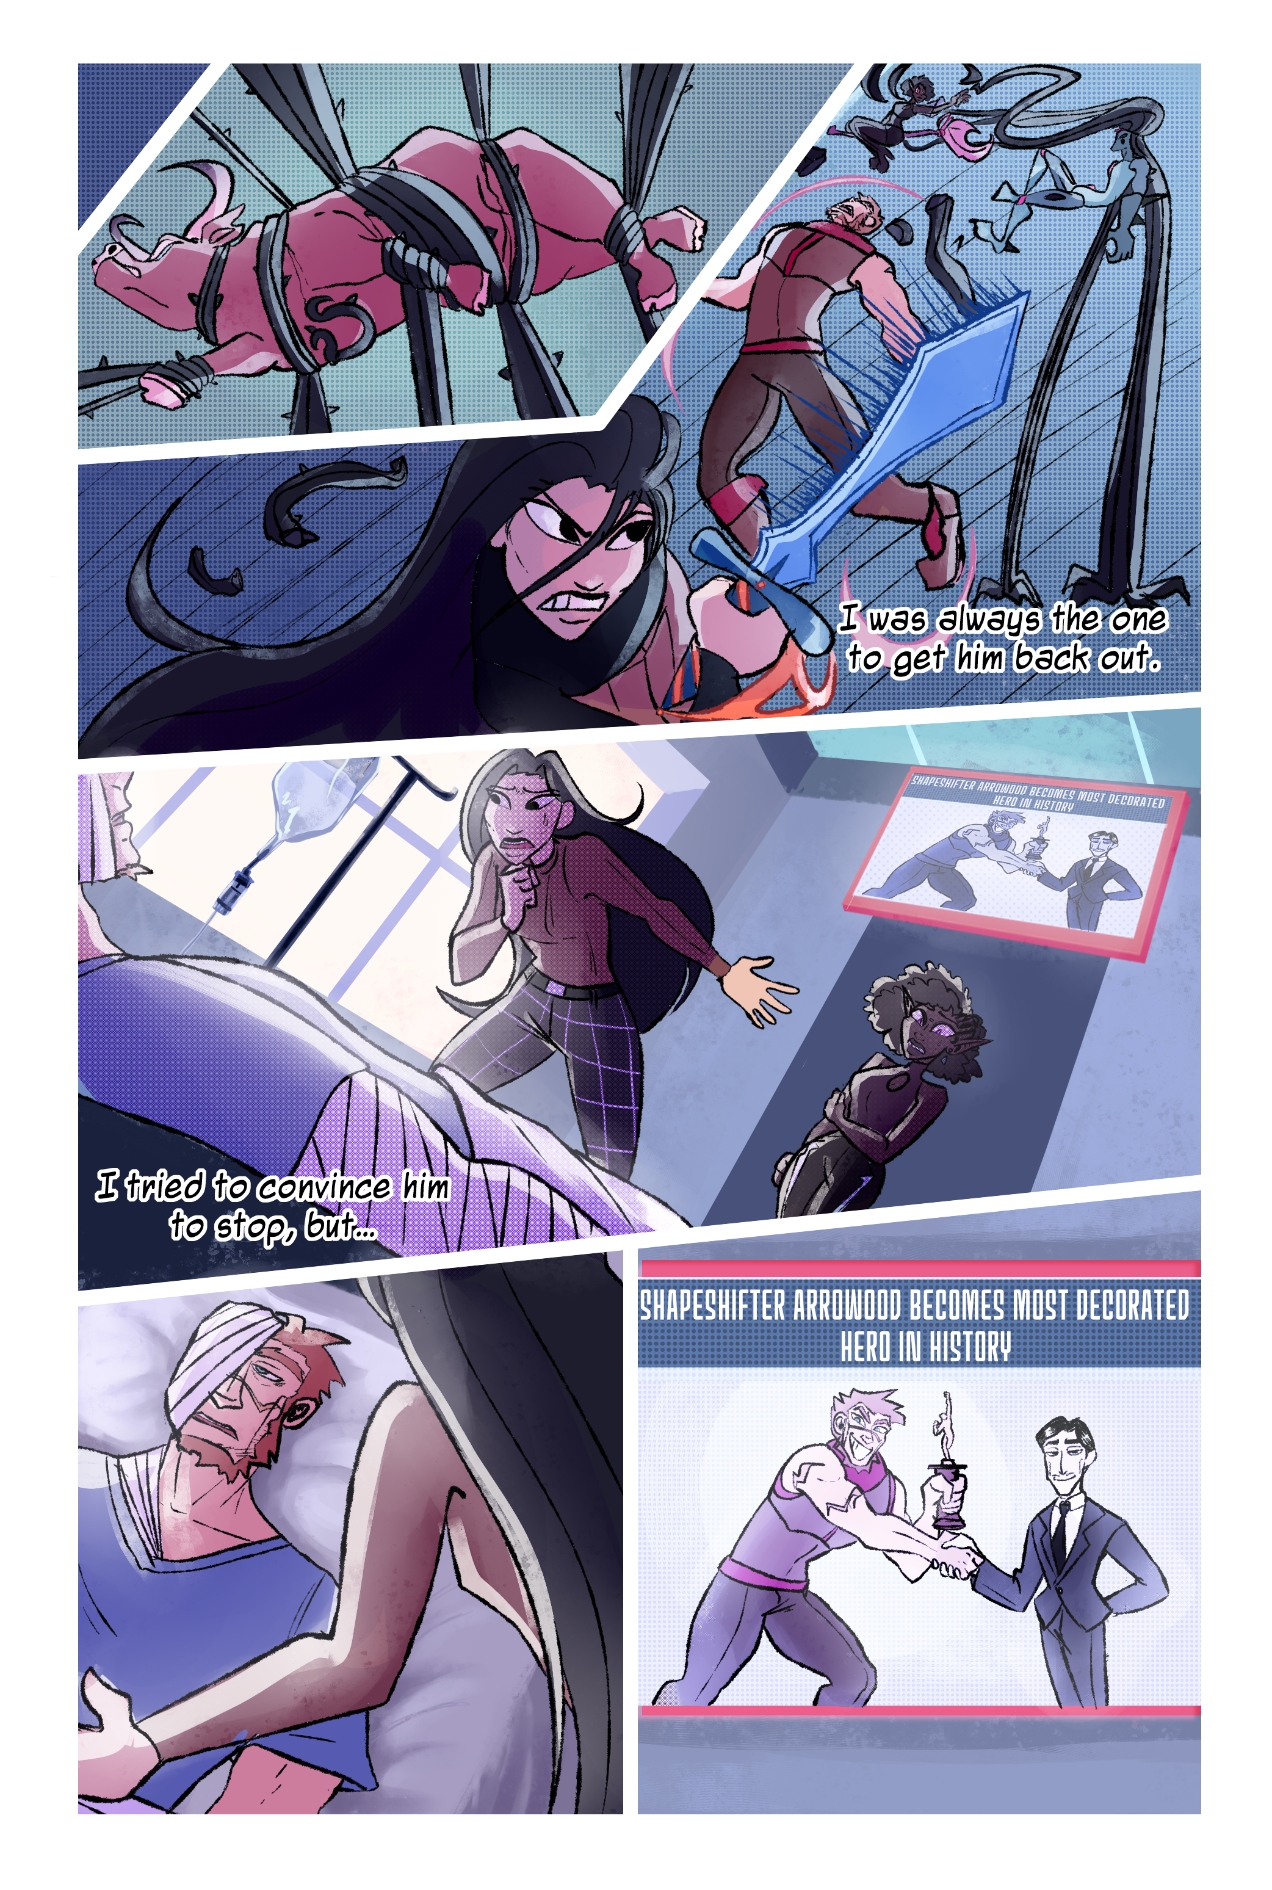 I was always the one
to get him back out.
SHAPESHIFTER ARROWOOD BECOMES MOST DECORATED
HERO IN HISTORY
I tried to convince him
to stop, but...
SHAPESHIFTER ARROWOOD BECOMES MOST DECORATED
HERO IN HISTORY